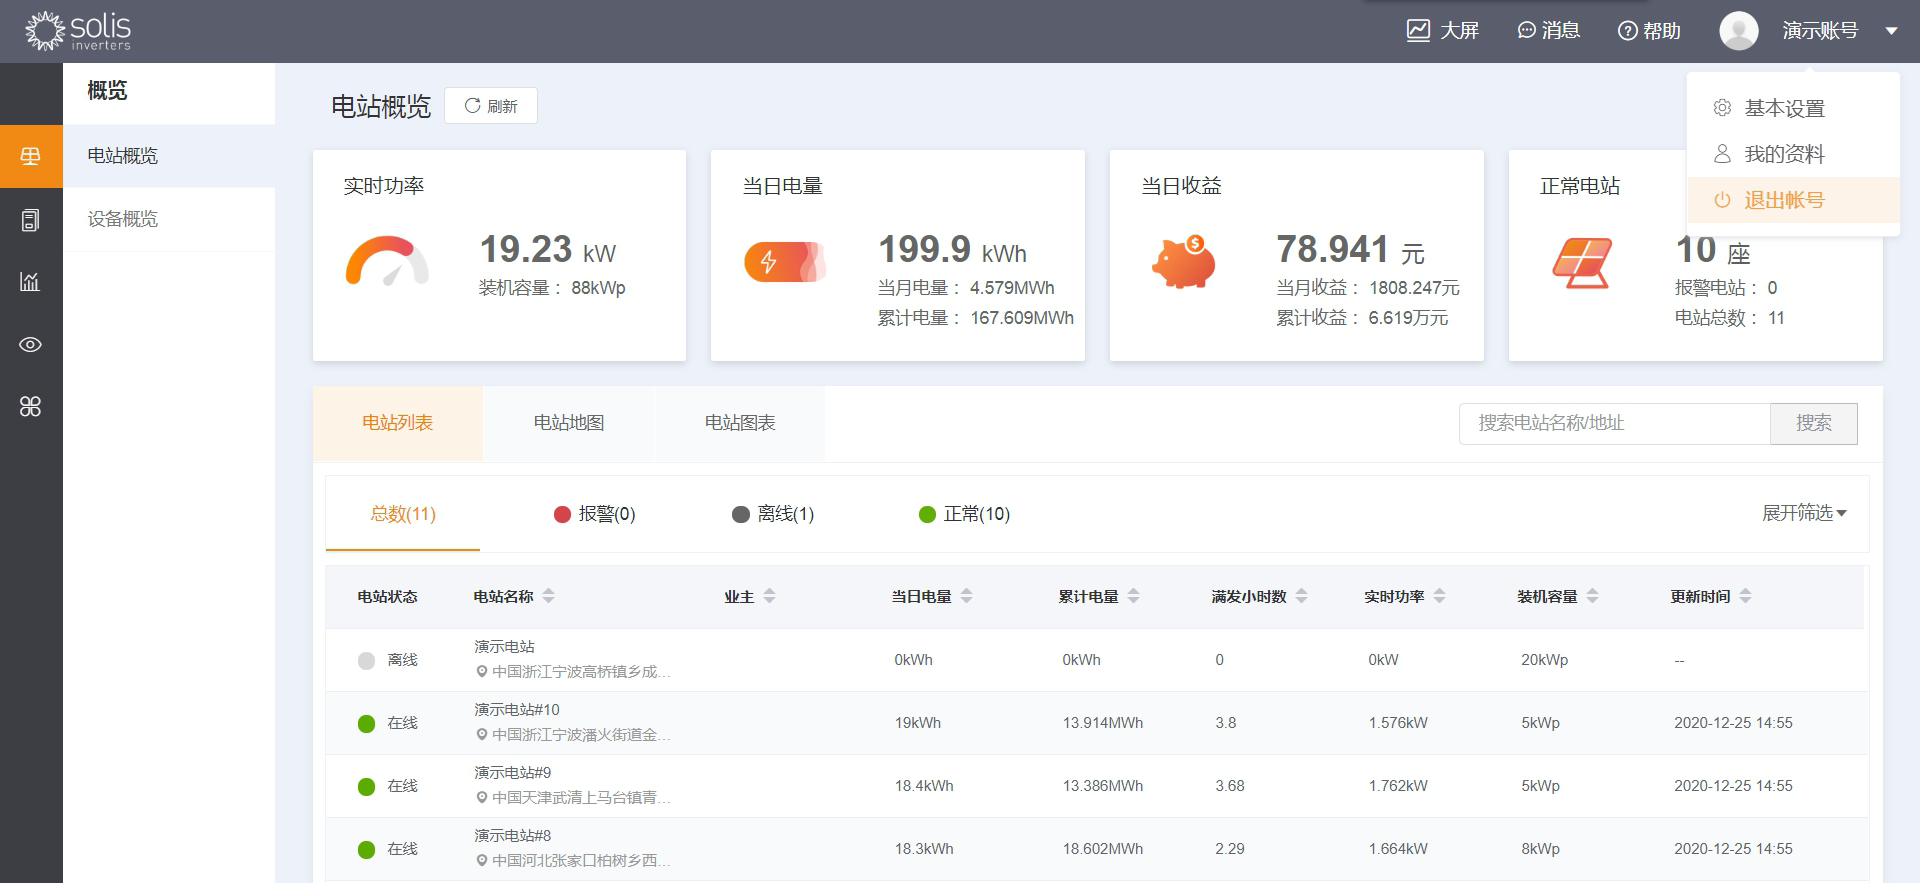 solis
inverters
大屏
消息
帮助
演示账号
概览
电站概览
设备概览
电站概览
刷新
基本设置
我的资料
退出帐号
实时功率
19.23 kW
装机容量： 88kWp
当日电量
199.9 kWh
当月电量： 4.579MWh
累计电量： 167.609MWh
当日收益
78.941 元
当月收益： 1808.247元
累计收益： 6.619万元
正常电站
10 座
报警电站： 0
电站总数： 11
电站列表
电站地图
电站图表
搜索电站名称/地址
搜索
总数(11)
报警(0)
离线(1)
正常(10)
展开筛选
电站状态 电站名称 业主 当日电量 累计电量 满发小时数 实时功率 装机容量 更新时间
离线 演示电站 0kWh 0kWh 0 0kW 20kWp --
中国浙江宁波高桥镇乡成...
在线 演示电站#10 19kWh 13.914MWh 3.8 1.576kW 5kWp 2020-12-25 14:55
中国浙江宁波潘火街道金...
在线 演示电站#9 18.4kWh 13.386MWh 3.68 1.762kW 5kWp 2020-12-25 14:55
中国天津武清上马台镇青...
在线 演示电站#8 18.3kWh 18.602MWh 2.29 1.664kW 8kWp 2020-12-25 14:55
中国河北张家口柏树乡西...